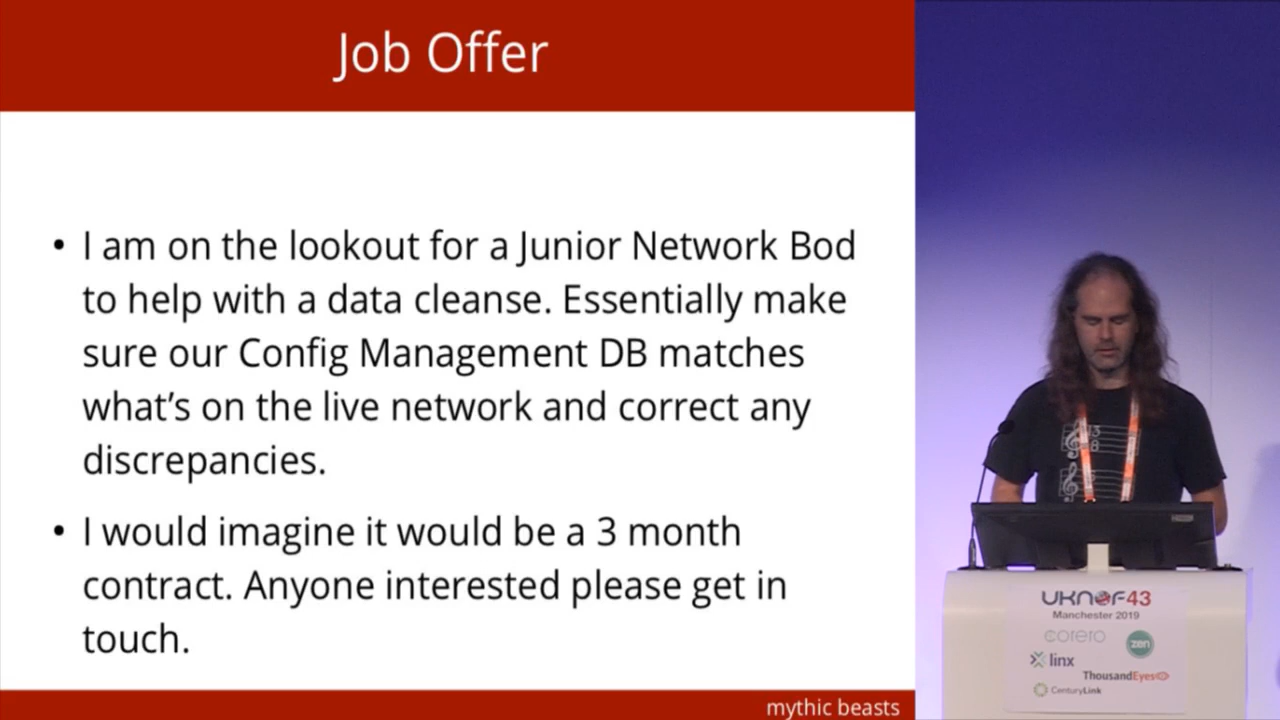 Job Offer
• I am on the lookout for a Junior Network Bod
to help with a data cleanse. Essentially make
sure our Config Management DB matches
what’s on the live network and correct any
discrepancies.
• I would imagine it would be a 3 month
contract. Anyone interested please get in
touch.
mythic beasts
3
8
UKNOF43
Manchester 2019
corero
zen
linx
ThousandEyes
CenturyLink